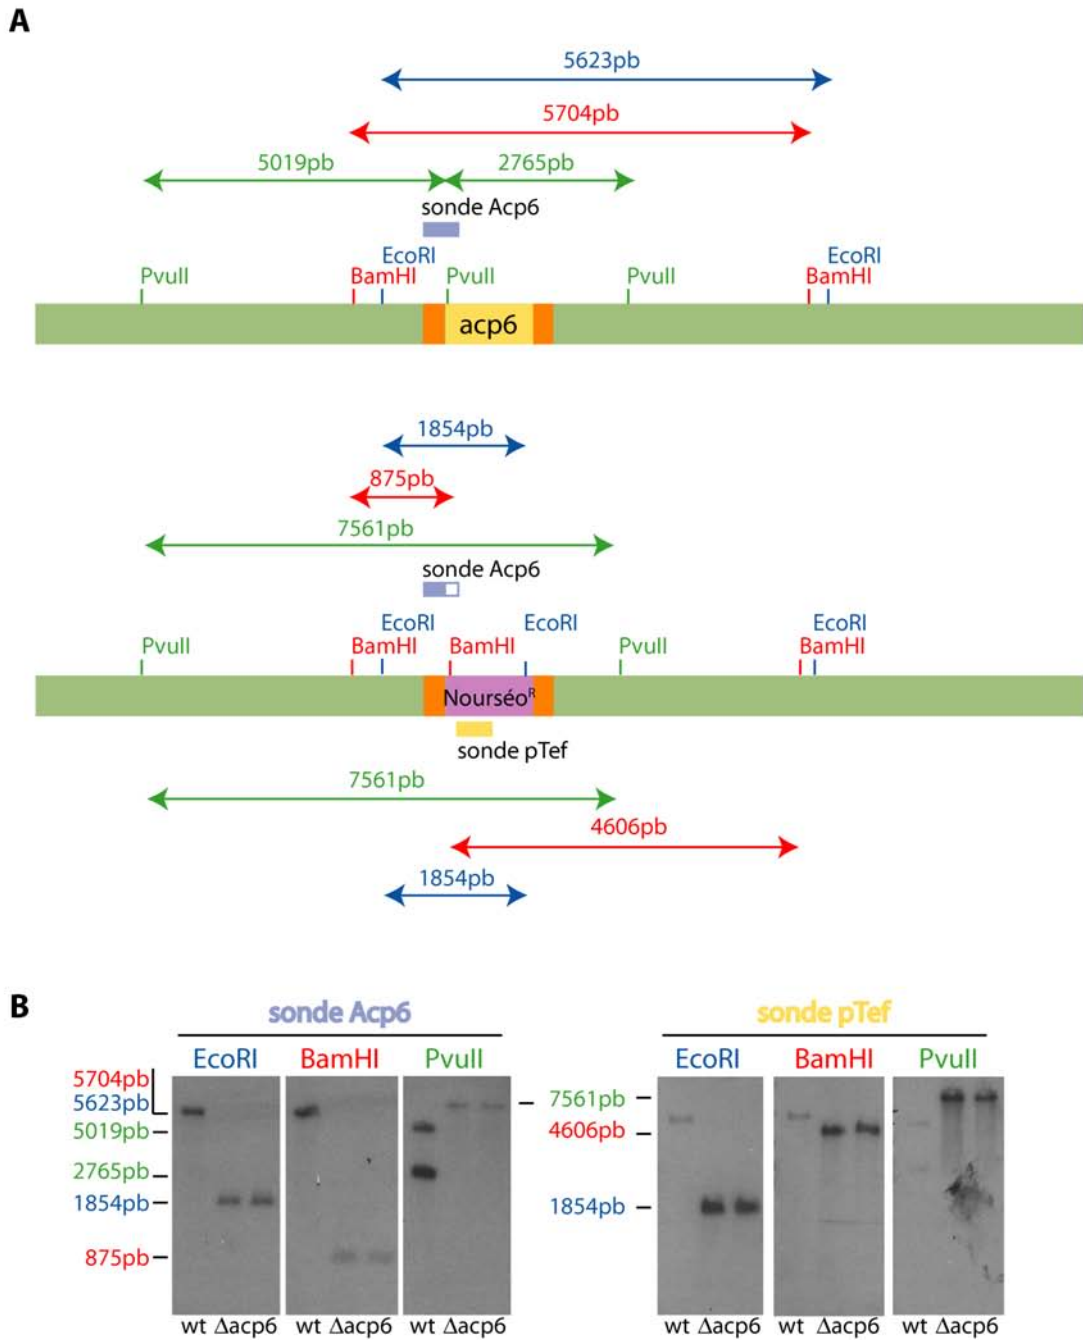 A
5623pb
5704pb
5019pb 2765pb
sonde Acp6
EcoRI EcoRI
PvuII BamHI PvuII PvuII BamHI
acp6
1854pb
875pb
7561pb
sonde Acp6
EcoRI EcoRI EcoRI
PvuII BamHI BamHI PvuII BamHI
Nourséoᴿ
sonde pTef
7561pb
4606pb
1854pb
B
sonde Acp6 sonde pTef
EcoRI BamHI PvuII EcoRI BamHI PvuII
5704pb
5623pb 7561pb
5019pb 4606pb
2765pb
1854pb 1854pb
875pb
wt Δacp6 wt Δacp6 wt Δacp6 wt Δacp6 wt Δacp6 wt Δacp6